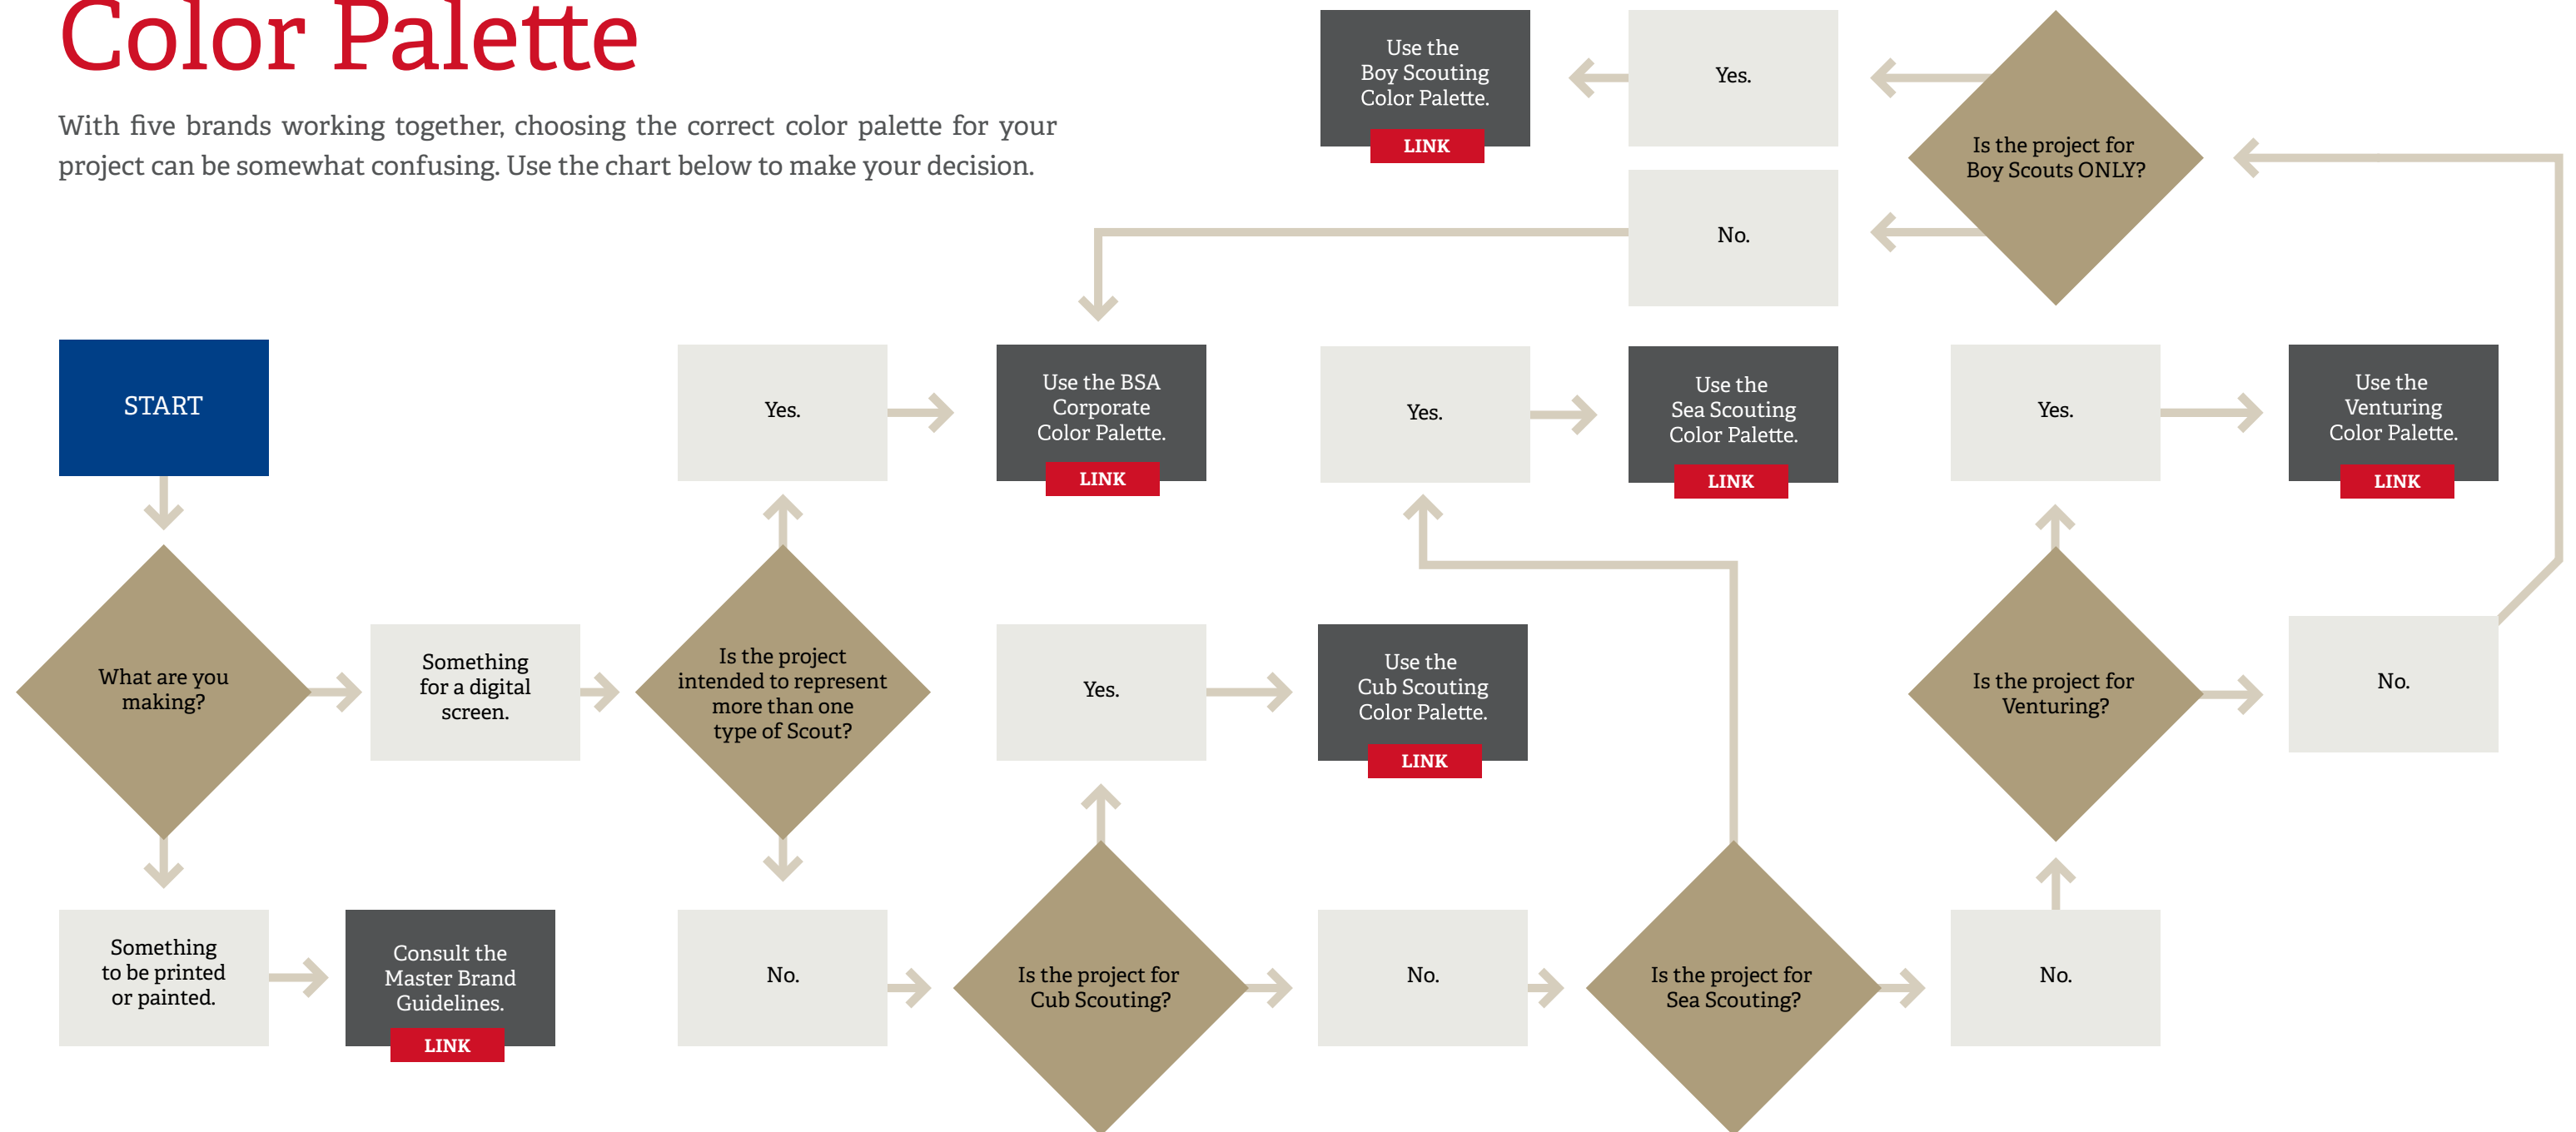 Color Palette
With five brands working together, choosing the correct color palette for your
project can be somewhat confusing. Use the chart below to make your decision.
Use the
Boy Scouting
Color Palette.
LINK
Yes.
Is the project for
Boy Scouts ONLY?
No.
START
Yes.
Use the BSA
Corporate
Color Palette.
LINK
Yes.
Use the
Sea Scouting
Color Palette.
LINK
Yes.
Use the
Venturing
Color Palette.
LINK
What are you
making?
Something
for a digital
screen.
Is the project
intended to represent
more than one
type of Scout?
Yes.
Use the
Cub Scouting
Color Palette.
LINK
Is the project for
Venturing?
No.
Something
to be printed
or painted.
Consult the
Master Brand
Guidelines.
LINK
No.
Is the project for
Cub Scouting?
No.
Is the project for
Sea Scouting?
No.